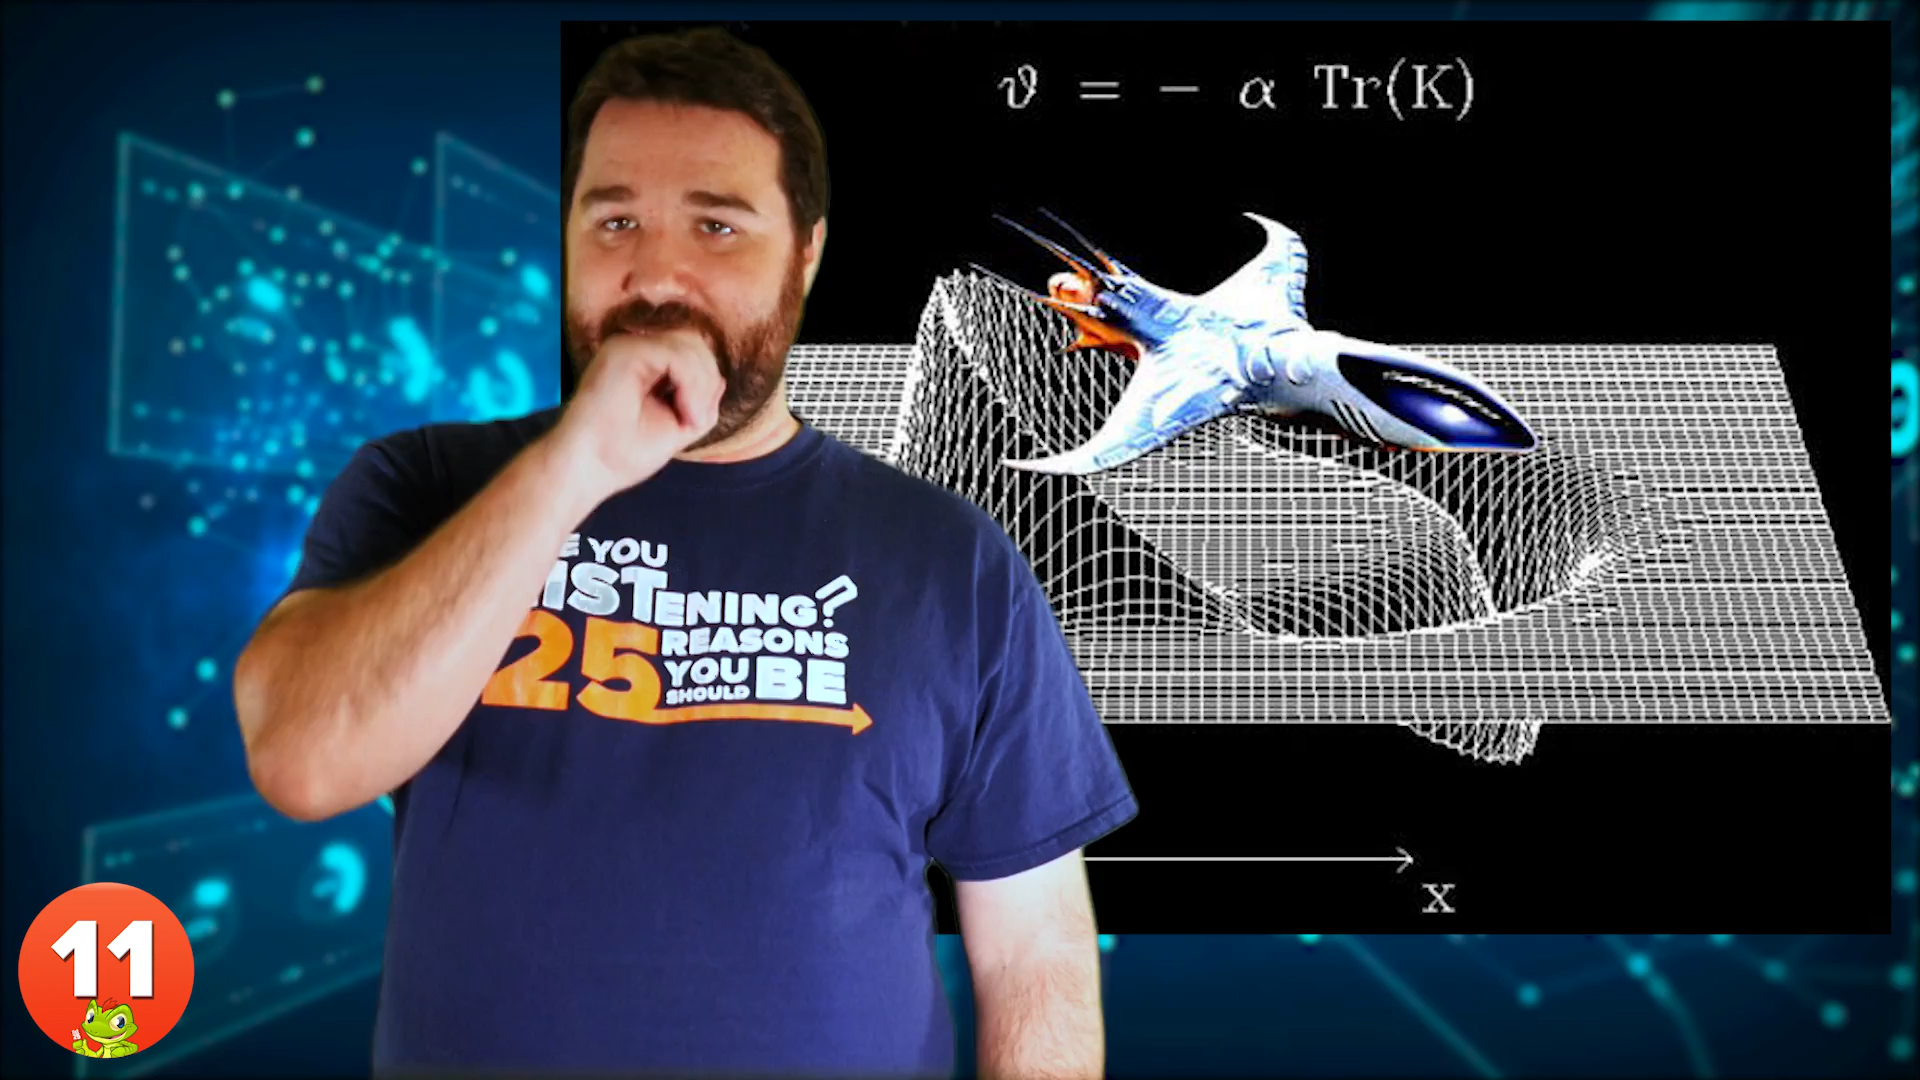 ϑ = − α Tr(K)
YOU
ISTENING?
25 REASONS
YOU BE
SHOULD
X
11